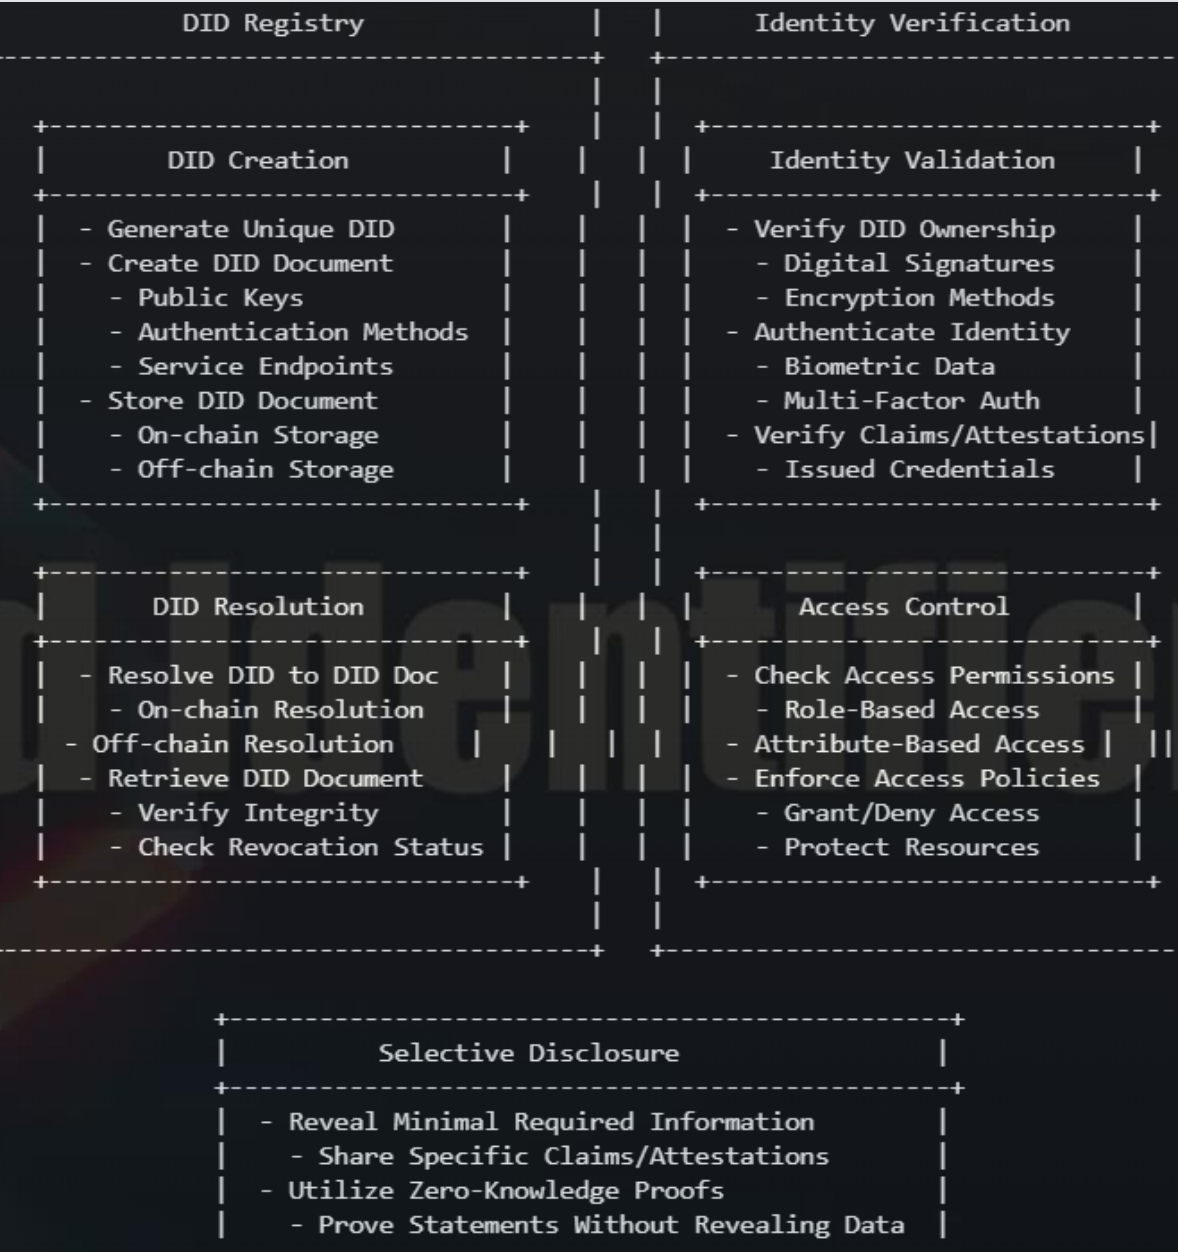 DID Registry
Identity Verification
DID Creation
- Generate Unique DID
- Create DID Document
- Public Keys
- Authentication Methods
- Service Endpoints
- Store DID Document
- On-chain Storage
- Off-chain Storage
Identity Validation
- Verify DID Ownership
- Digital Signatures
- Encryption Methods
- Authenticate Identity
- Biometric Data
- Multi-Factor Auth
- Verify Claims/Attestations
- Issued Credentials
DID Resolution
- Resolve DID to DID Doc
- On-chain Resolution
- Off-chain Resolution
- Retrieve DID Document
- Verify Integrity
- Check Revocation Status
Access Control
- Check Access Permissions
- Role-Based Access
- Attribute-Based Access
- Enforce Access Policies
- Grant/Deny Access
- Protect Resources
Selective Disclosure
- Reveal Minimal Required Information
- Share Specific Claims/Attestations
- Utilize Zero-Knowledge Proofs
- Prove Statements Without Revealing Data
d Identifie